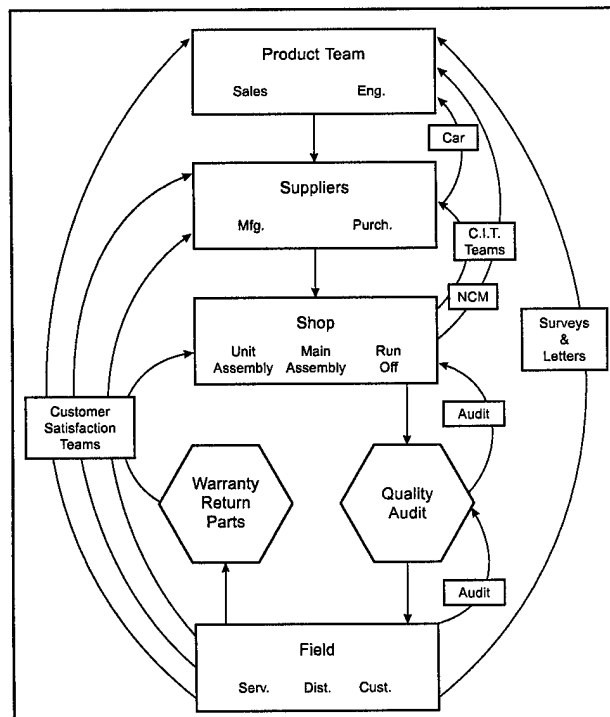 Product Team
Sales Eng.
Car
Suppliers
Mfg. Purch.
C.I.T.
Teams
NCM
Shop
Unit Main Run
Assembly Assembly Off
Surveys
&
Letters
Customer
Satisfaction
Teams
Audit
Warranty
Return
Parts
Quality
Audit
Audit
Field
Serv. Dist. Cust.